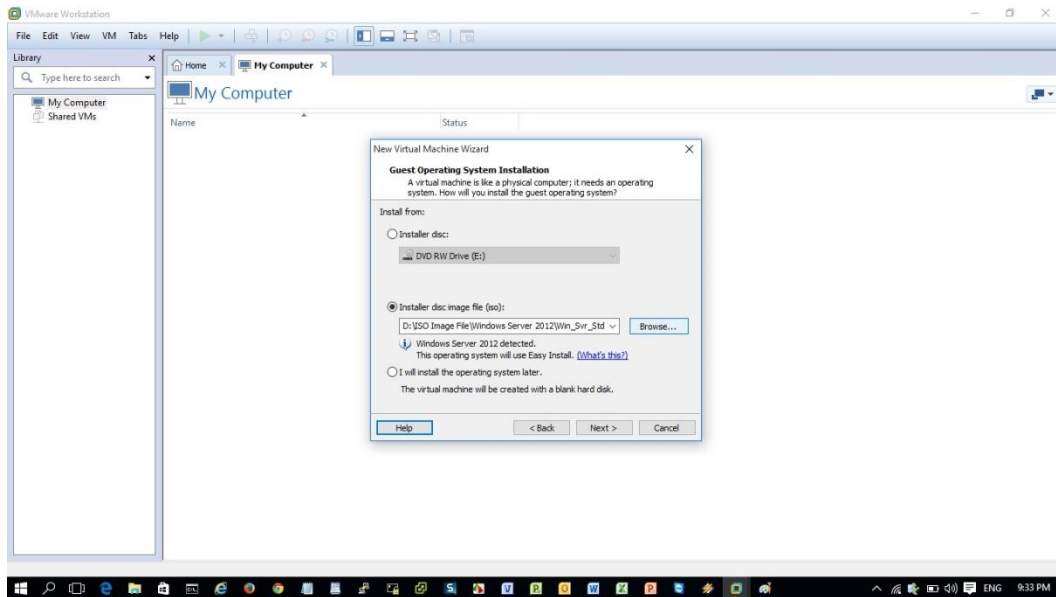 VMware Workstation
File Edit View VM Tabs Help
Library
Home
My Computer
Type here to search
My Computer
My Computer
Shared VMs
Name Status
New Virtual Machine Wizard
Guest Operating System Installation
A virtual machine is like a physical computer; it needs an operating
system. How will you install the guest operating system?
Install from:
Installer disc:
DVD RW Drive (E:)
Installer disc image file (iso):
D:\ISO Image File\Windows Server 2012\Win_Svr_Std
Browse...
Windows Server 2012 detected.
This operating system will use Easy Install. (What's this?)
I will install the operating system later.
The virtual machine will be created with a blank hard disk.
Help < Back Next > Cancel
ENG 9:33 PM